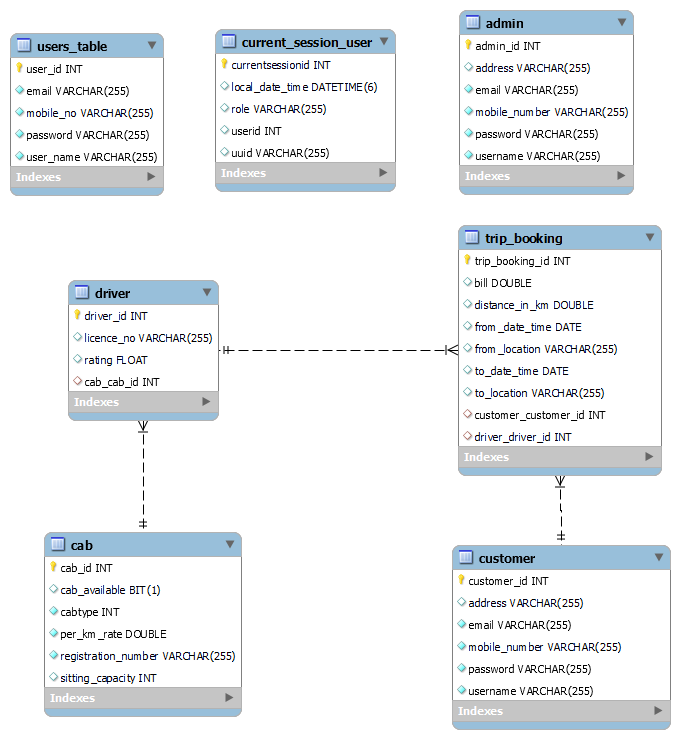 users_table
user_id INT
email VARCHAR(255)
mobile_no VARCHAR(255)
password VARCHAR(255)
user_name VARCHAR(255)
Indexes
current_session_user
currentsessionid INT
local_date_time DATETIME(6)
role VARCHAR(255)
userid INT
uuid VARCHAR(255)
Indexes
admin
admin_id INT
address VARCHAR(255)
email VARCHAR(255)
mobile_number VARCHAR(255)
password VARCHAR(255)
username VARCHAR(255)
Indexes
driver
driver_id INT
licence_no VARCHAR(255)
rating FLOAT
cab_cab_id INT
Indexes
trip_booking
trip_booking_id INT
bill DOUBLE
distance_in_km DOUBLE
from_date_time DATE
from_location VARCHAR(255)
to_date_time DATE
to_location VARCHAR(255)
customer_customer_id INT
driver_driver_id INT
Indexes
cab
cab_id INT
cab_available BIT(1)
cabtype INT
per_km_rate DOUBLE
registration_number VARCHAR(255)
sitting_capacity INT
Indexes
customer
customer_id INT
address VARCHAR(255)
email VARCHAR(255)
mobile_number VARCHAR(255)
password VARCHAR(255)
username VARCHAR(255)
Indexes